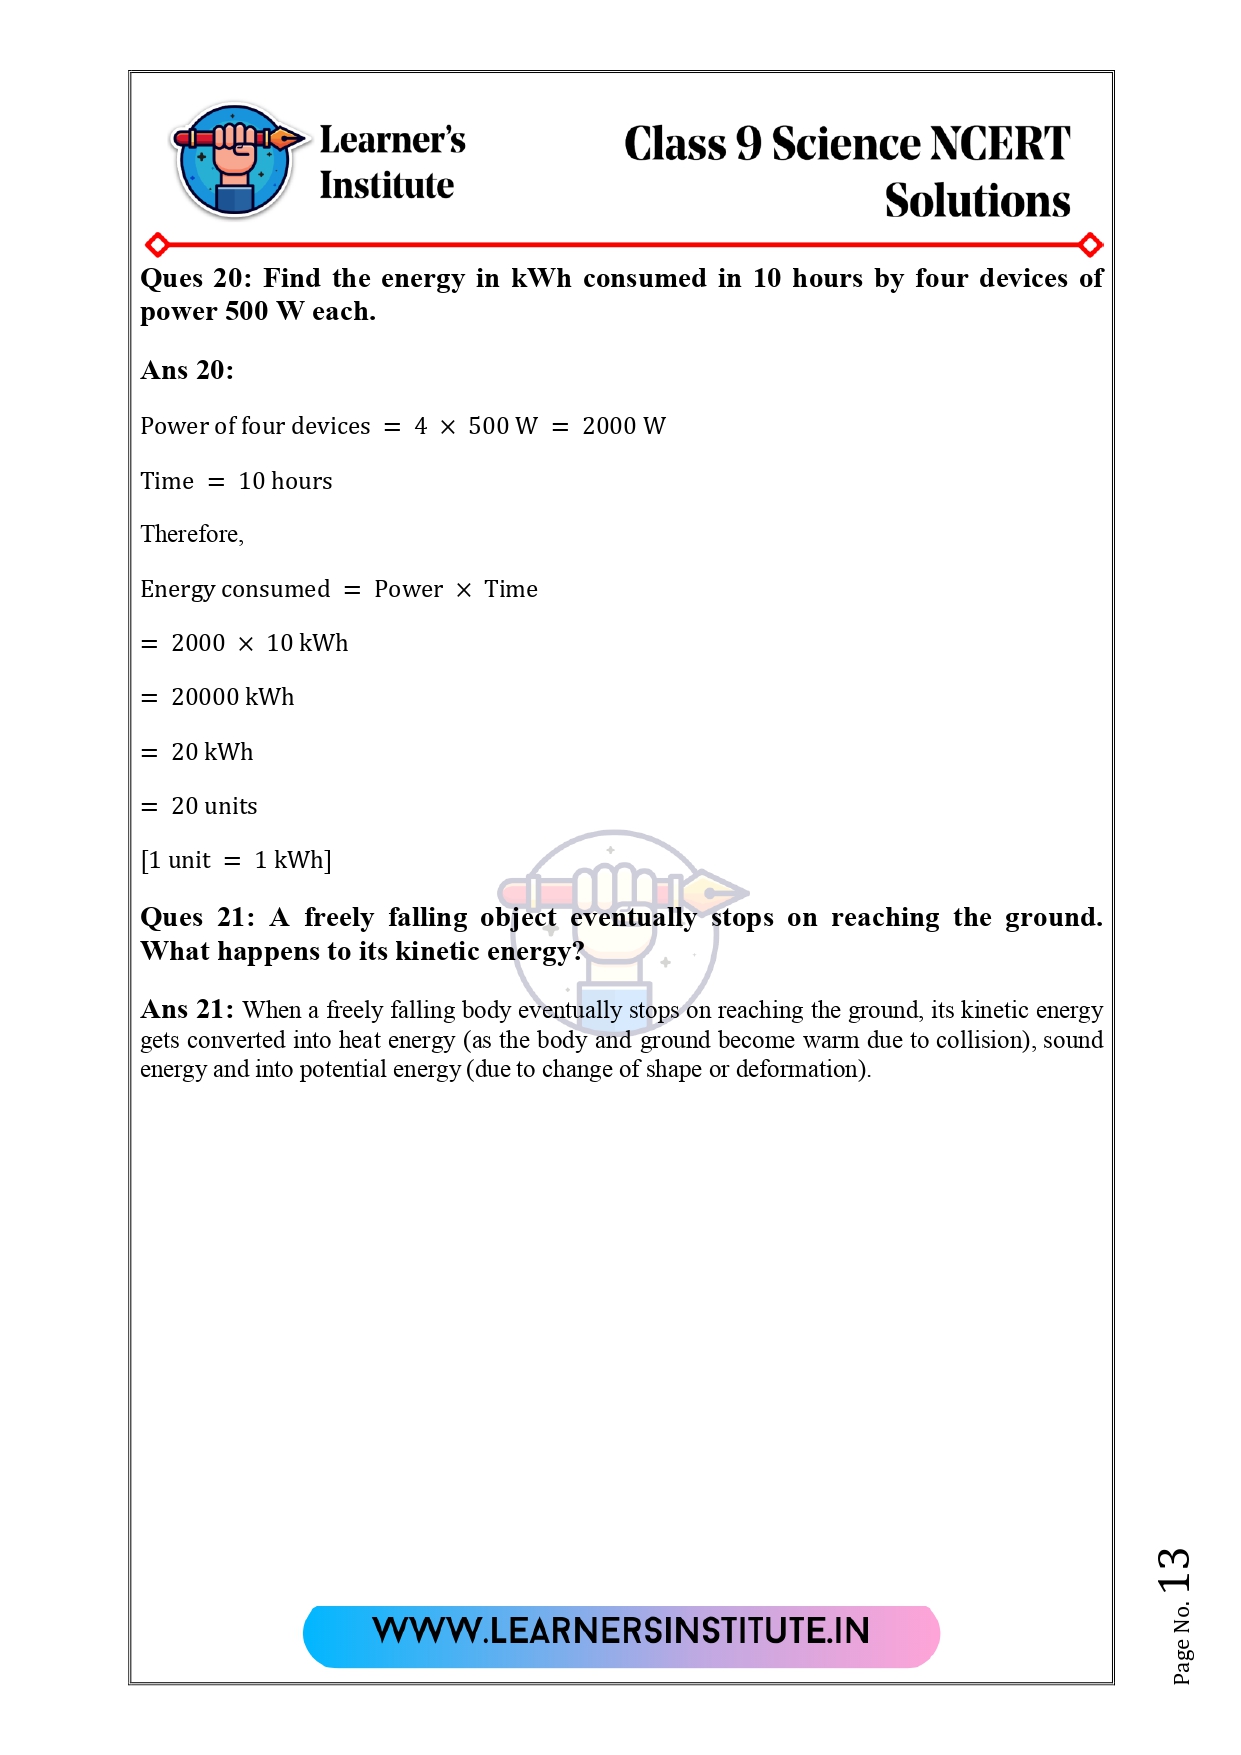 Learner's
Institute
Class 9 Science NCERT
Solutions
Ques 20: Find the energy in kWh consumed in 10 hours by four devices of
power 500 W each.
Ans 20:
Power of four devices = 4 × 500 W = 2000 W
Time = 10 hours
Therefore,
Energy consumed = Power × Time
= 2000 × 10 kWh
= 20000 kWh
= 20 kWh
= 20 units
[1 unit = 1 kWh]
Ques 21: A freely falling object eventually stops on reaching the ground.
What happens to its kinetic energy?
Ans 21: When a freely falling body eventually stops on reaching the ground, its kinetic energy
gets converted into heat energy (as the body and ground become warm due to collision), sound
energy and into potential energy (due to change of shape or deformation).
WWW.LEARNERSINSTITUTE.IN
Page No. 13